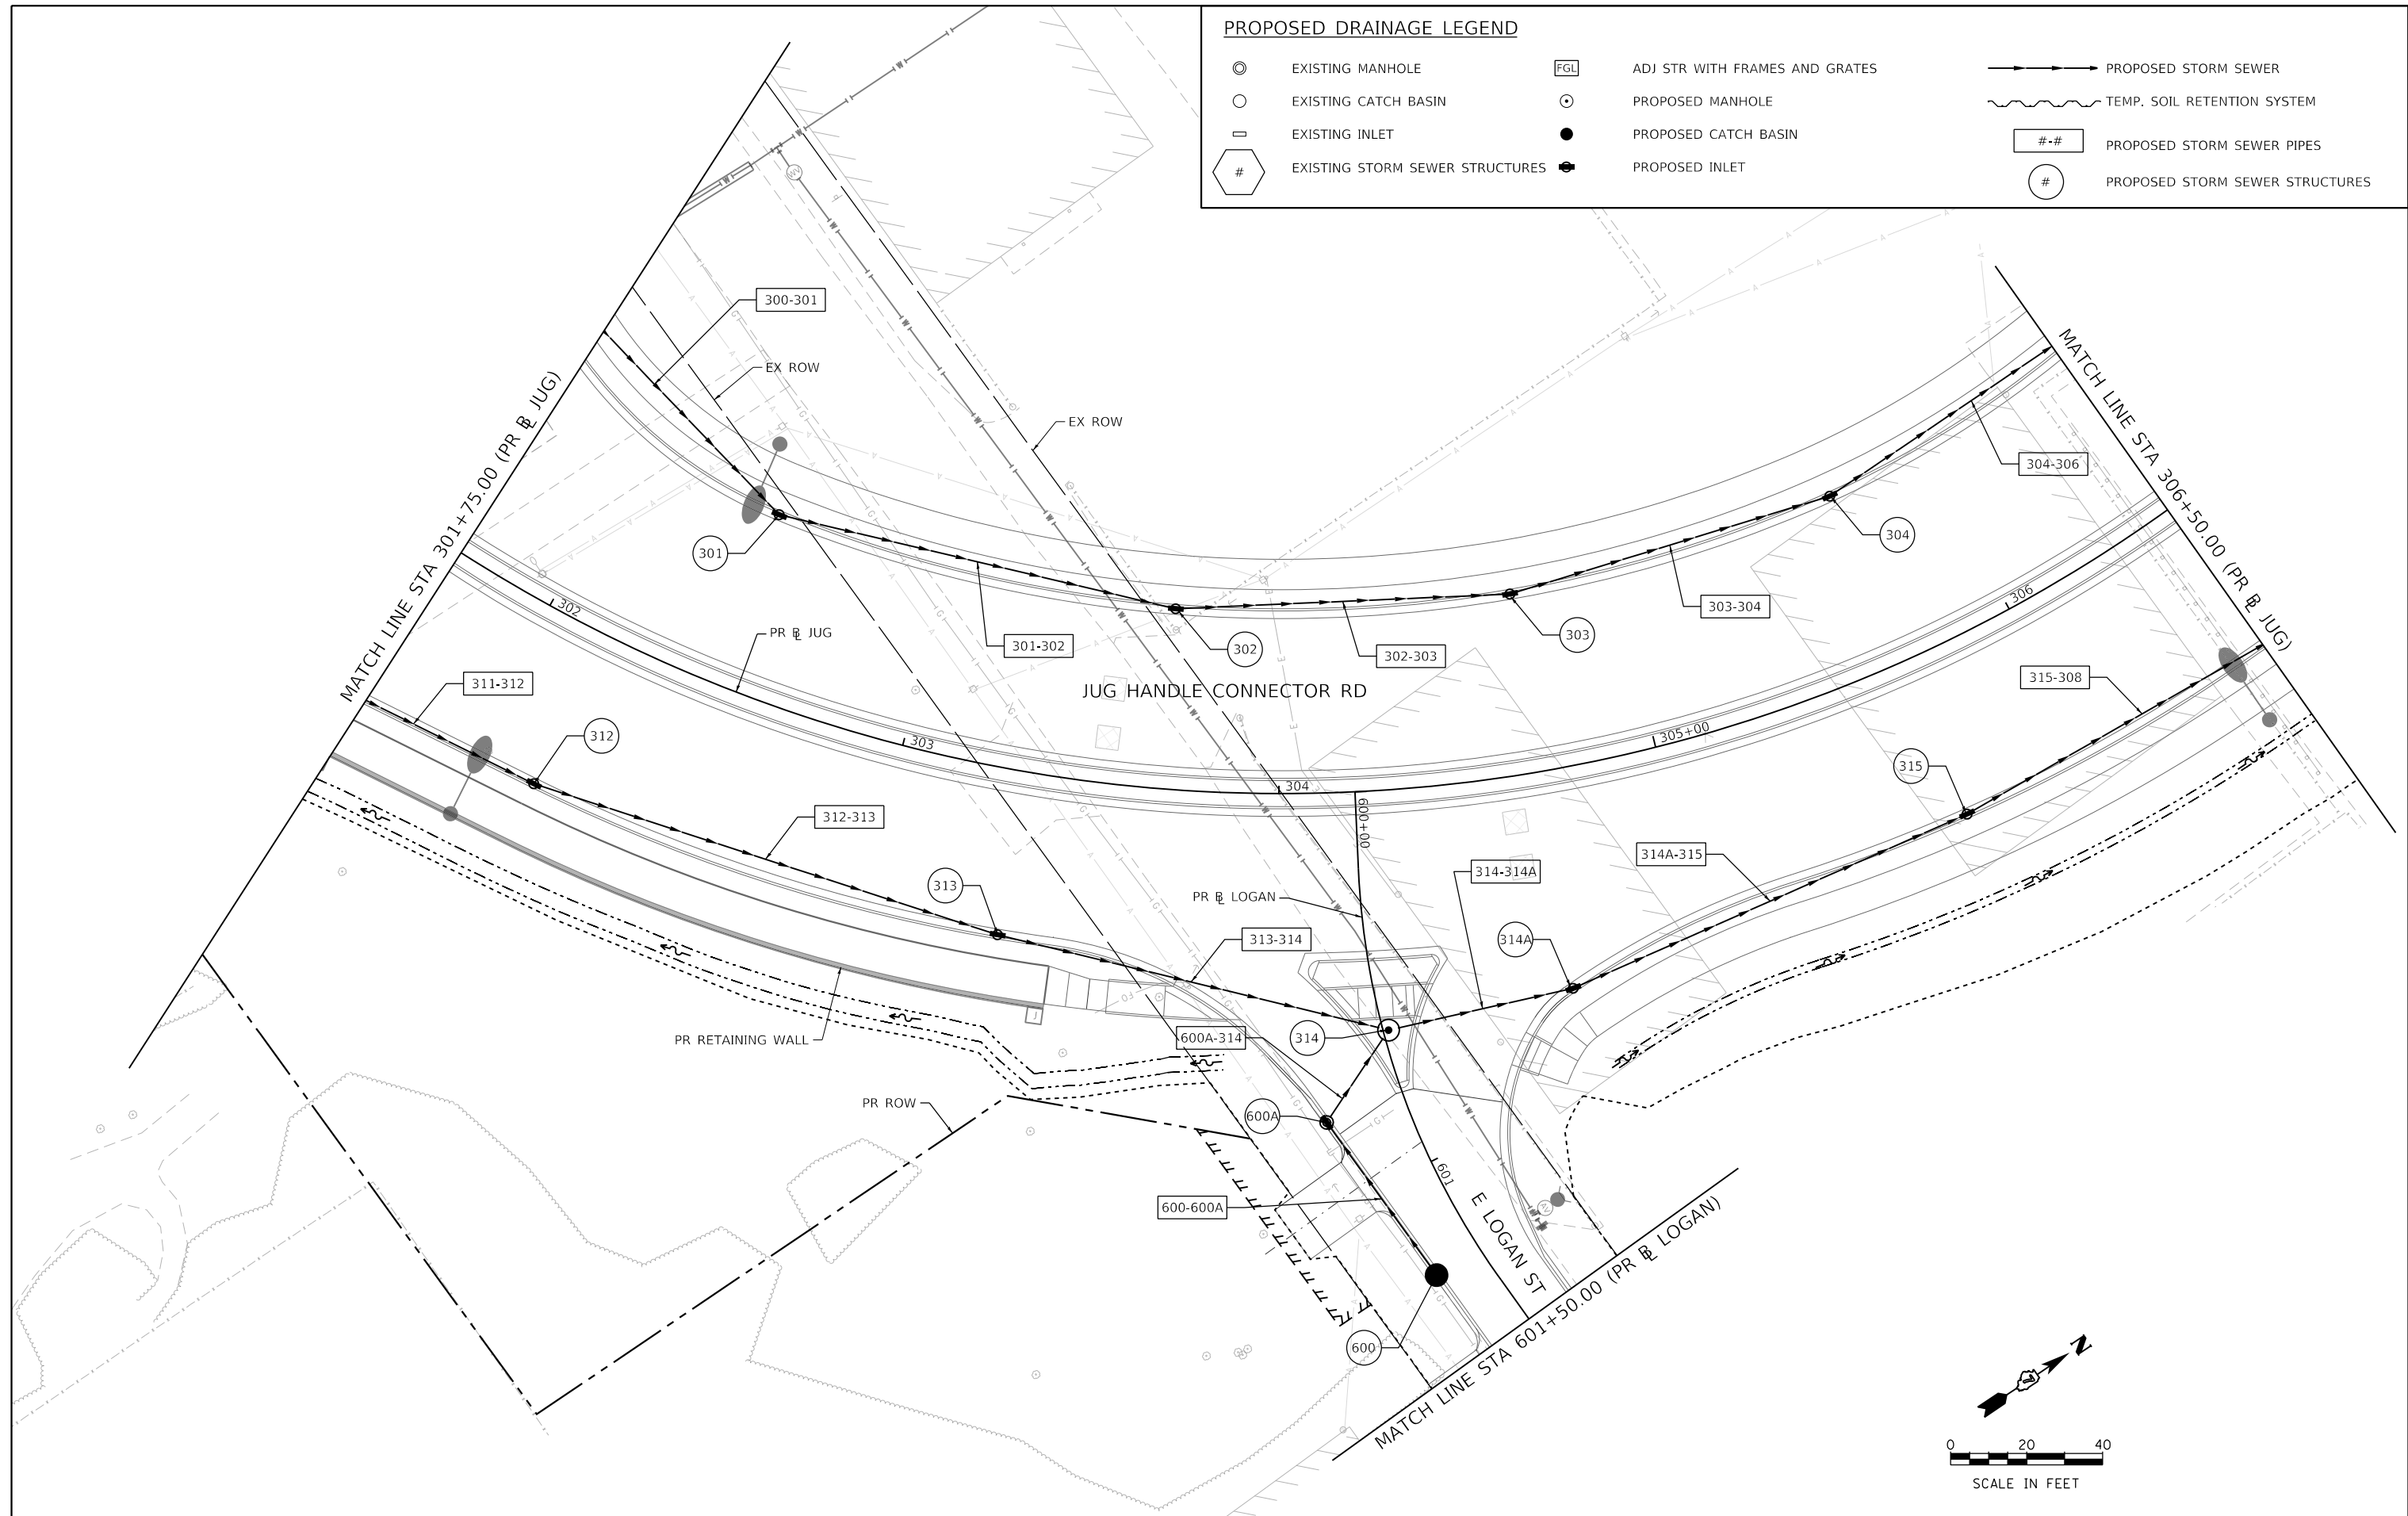 PROPOSED DRAINAGE LEGEND
EXISTING MANHOLE
EXISTING CATCH BASIN
EXISTING INLET
# EXISTING STORM SEWER STRUCTURES
FGL ADJ STR WITH FRAMES AND GRATES
PROPOSED MANHOLE
PROPOSED CATCH BASIN
PROPOSED INLET
PROPOSED STORM SEWER
TEMP. SOIL RETENTION SYSTEM
#-# PROPOSED STORM SEWER PIPES
# PROPOSED STORM SEWER STRUCTURES
WV
300-301
EX ROW
EX ROW
MATCH LINE STA 301+75.00 (PR BL JUG)
MATCH LINE STA 306+50.00 (PR BL JUG)
304-306
301
304
302
306
303-304
PR BL JUG
301-302
302
302-303
303
JUG HANDLE CONNECTOR RD
311-312
315-308
312
303
305+00
315
304
312-313
600+00
314A-315
314-314A
313
PR BL LOGAN
313-314
314A
FO
PR RETAINING WALL
600A-314
314
PR ROW
600A
601
600-600A
E LOGAN ST
600
MATCH LINE STA 601+50.00 (PR BL LOGAN)
N
0 20 40
SCALE IN FEET